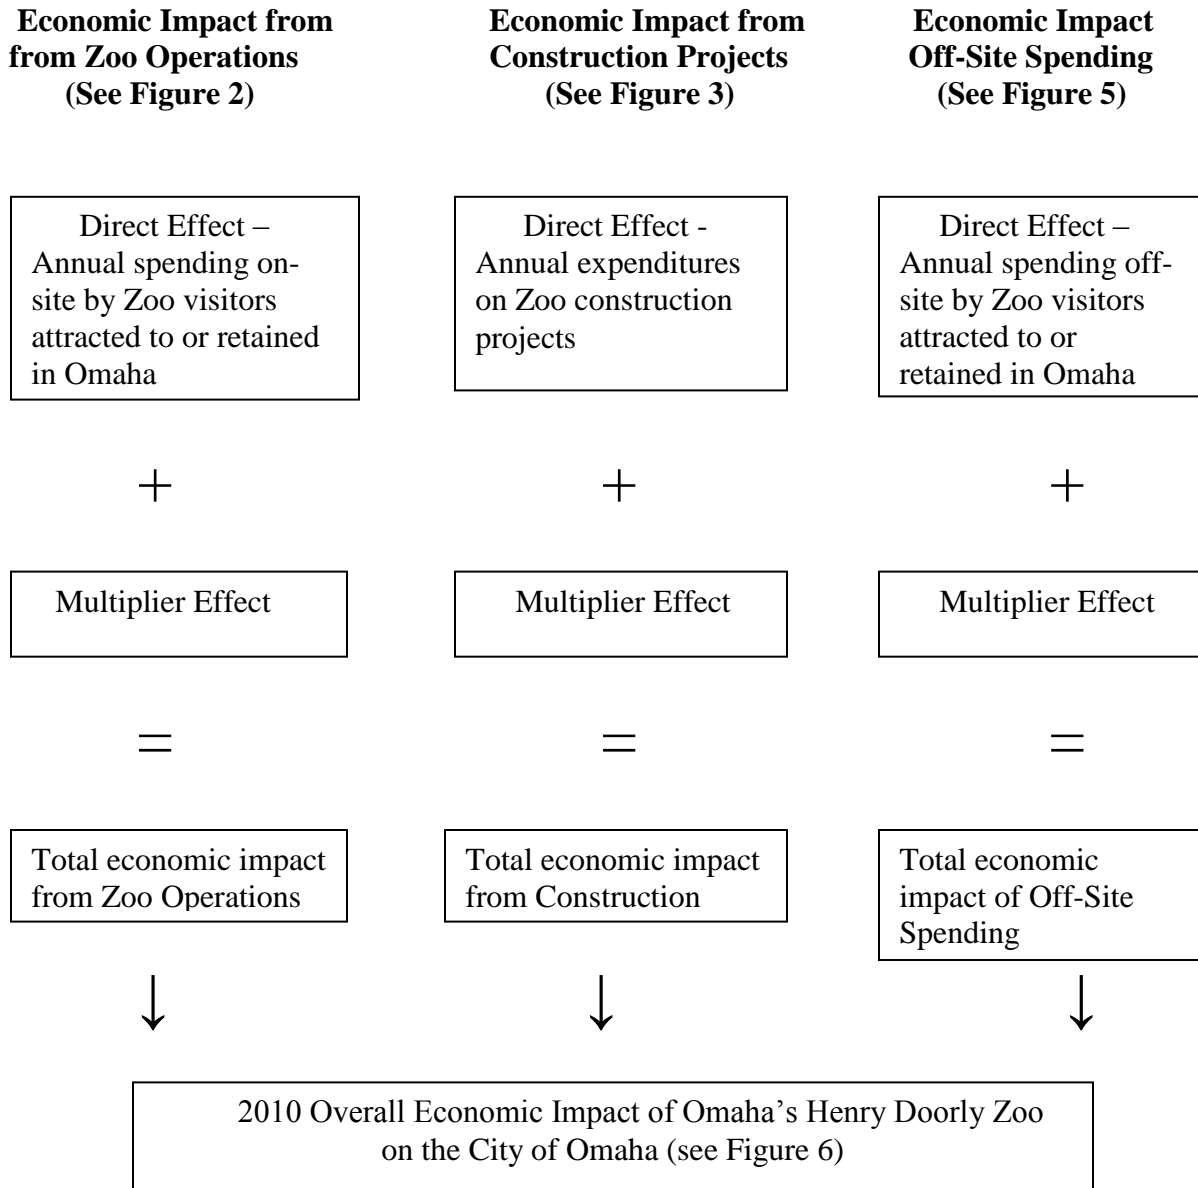 Economic Impact from
from Zoo Operations
(See Figure 2)
Economic Impact from
Construction Projects
(See Figure 3)
Economic Impact
Off-Site Spending
(See Figure 5)
Direct Effect –
Annual spending on-
site by Zoo visitors
attracted to or retained
in Omaha
Direct Effect -
Annual expenditures
on Zoo construction
projects
Direct Effect –
Annual spending off-
site by Zoo visitors
attracted to or
retained in Omaha
+
+
+
Multiplier Effect
Multiplier Effect
Multiplier Effect
=
=
=
Total economic impact
from Zoo Operations
Total economic impact
from Construction
Total economic
impact of Off-Site
Spending
↓
↓
↓
2010 Overall Economic Impact of Omaha’s Henry Doorly Zoo
on the City of Omaha (see Figure 6)